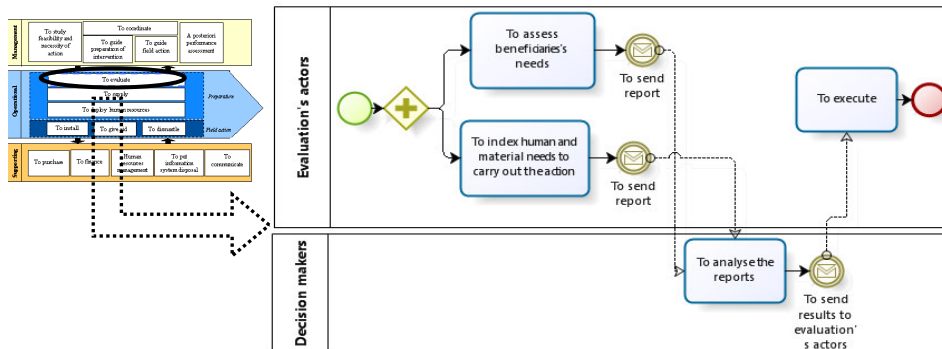 Management
To study
feasibility and
necessity of
action
To coordinate
To guide
preparation of
intervention
To guide
field action
A posteriori
performance
assessment
Operational
To evaluate
To supply
To deploy human resources
Preparative
To install
To give aid
To dismantle
Field active
Supporting
To purchase
To finance
Human
resources
management
To put
information
system disposal
To
communicate
Evaluation's actors
To assess
beneficiaries's
needs
To send
report
To index human and
material needs to
carry out the action
To send
report
To execute
Decision makers
To analyse the
reports
To send
results to
evaluation'
s actors